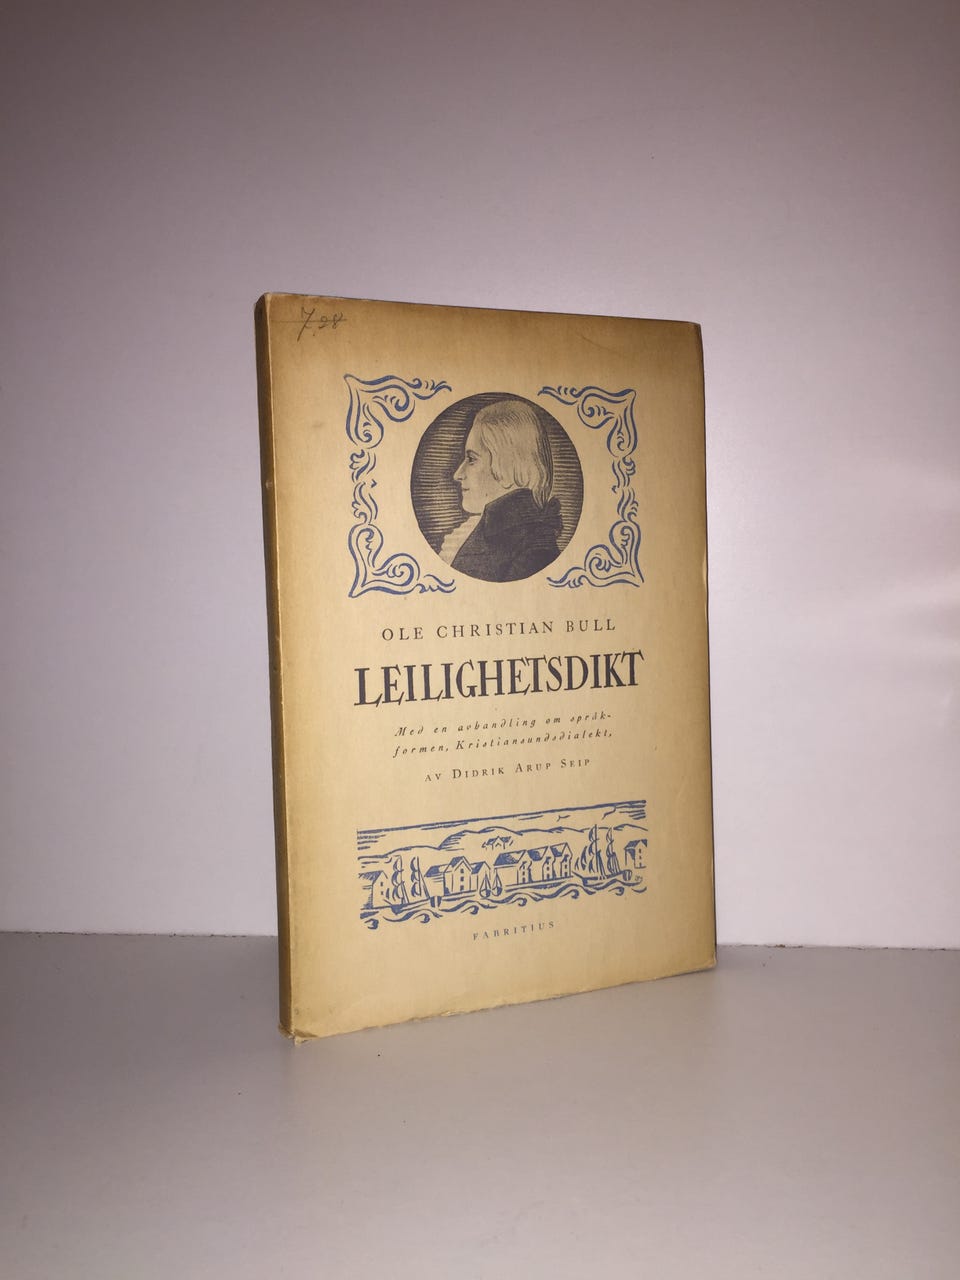 7.98
OLE CHRISTIAN BULL
LEILIGHETSDIKT
Med en avhandling om språk-
formen, Kristiansundsdialekt,
AV DIDRIK ARUP SEIP
FABRITIUS